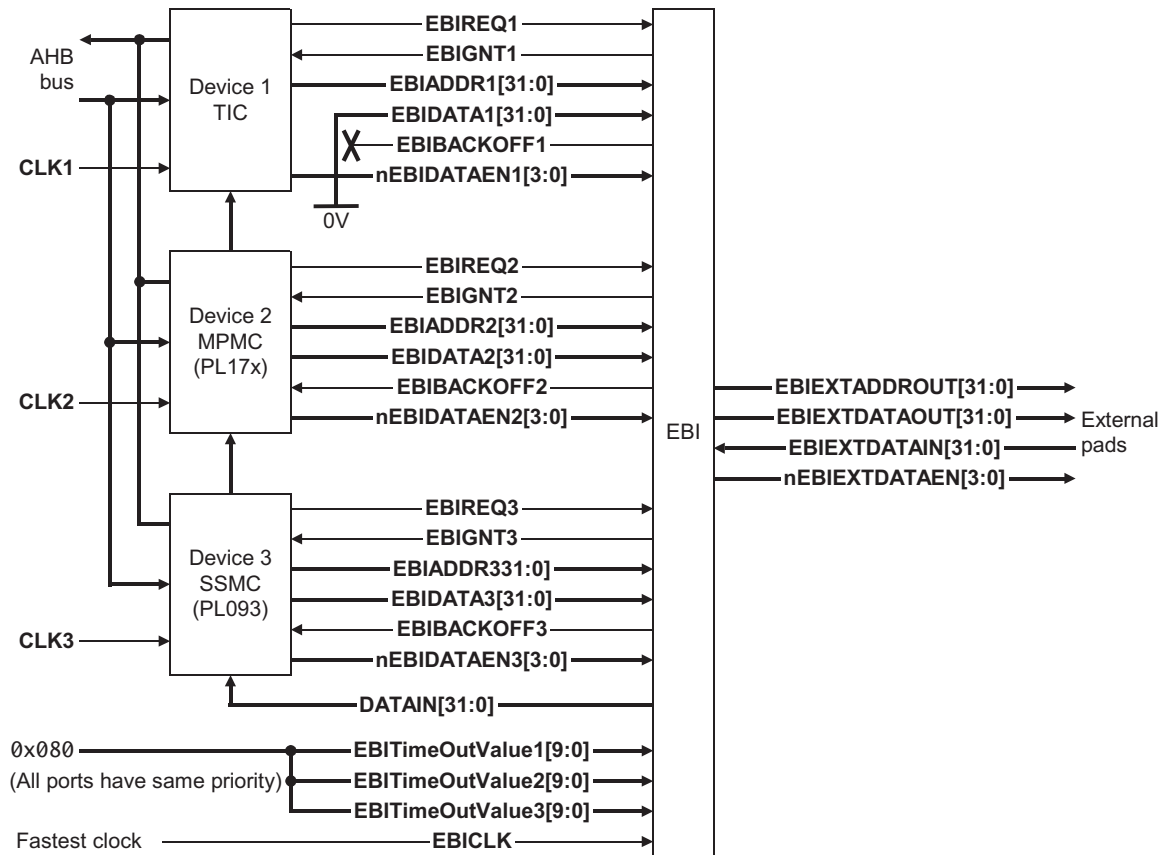 EBIREQ1
AHB
bus
EBIGNT1
Device 1
TIC
EBIADDR1[31:0]
EBIDATA1[31:0]
EBIBACKOFF1
CLK1
nEBIDATAEN1[3:0]
0V
EBIREQ2
EBIGNT2
Device 2
MPMC
(PL17x)
EBIADDR2[31:0]
EBIDATA2[31:0]
EBIBACKOFF2
CLK2
nEBIDATAEN2[3:0]
EBI
EBIEXTADDROUT[31:0]
EBIEXTDATAOUT[31:0]
EBIEXTDATAIN[31:0]
nEBIEXTDATAEN[3:0]
External
pads
EBIREQ3
EBIGNT3
Device 3
SSMC
(PL093)
EBIADDR331:0]
EBIDATA3[31:0]
EBIBACKOFF3
CLK3
nEBIDATAEN3[3:0]
DATAIN[31:0]
0x080
EBITimeOutValue1[9:0]
(All ports have same priority)
EBITimeOutValue2[9:0]
EBITimeOutValue3[9:0]
Fastest clock
EBICLK